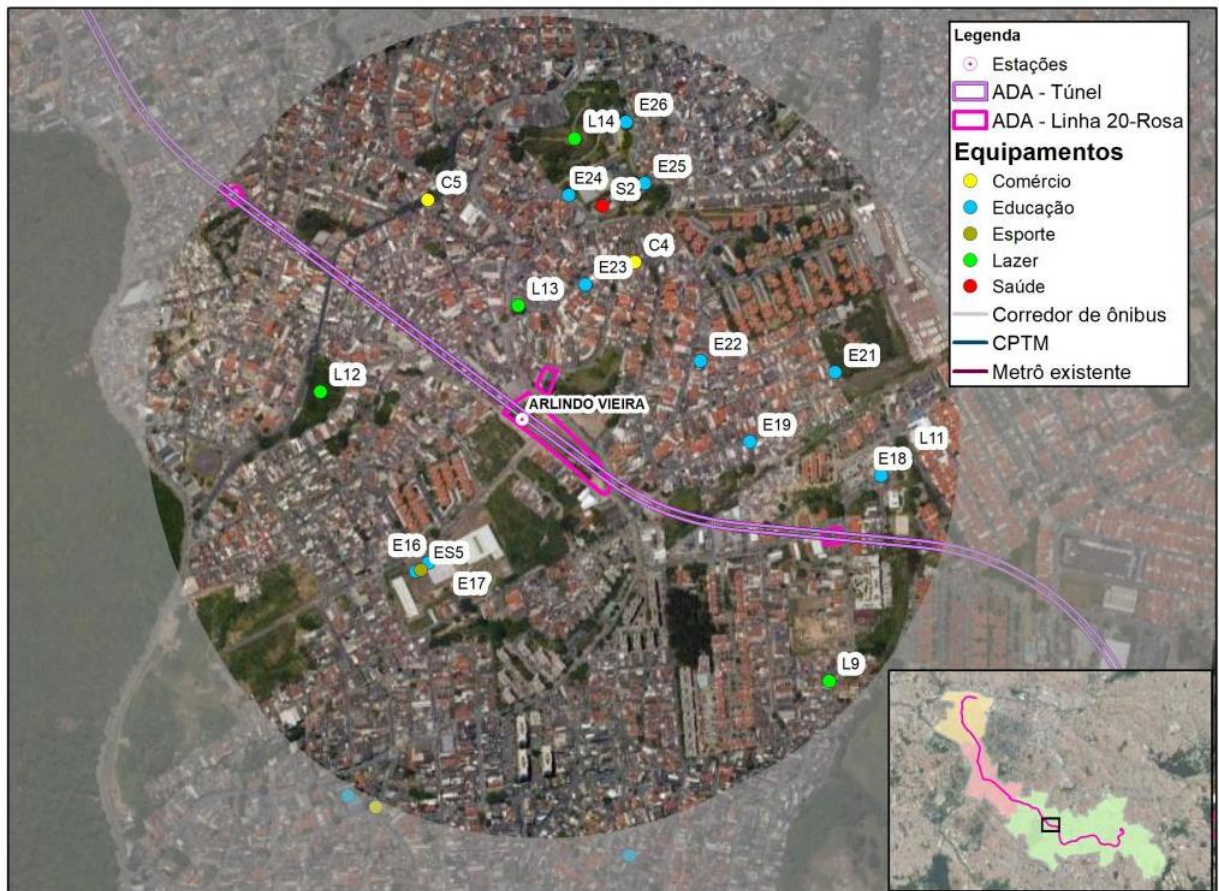 Legenda
Estações
ADA - Túnel
ADA - Linha 20-Rosa
Equipamentos
Comércio
Educação
Esporte
Lazer
Saúde
Corredor de ônibus
CPTM
Metrô existente
E26
L14
E25
E24
S2
C5
C4
E23
L13
E22
E21
L12
ARLINDO VIEIRA
E19
L11
E18
E16
ES5
E17
L9